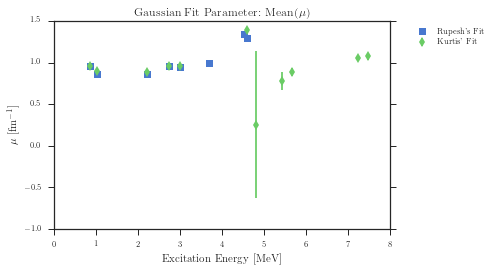 Gaussian Fit Parameter: Mean(μ)
1.5
1.0
0.5
0.0
−0.5
−1.0
μ [fm⁻¹]
0 1 2 3 4 5 6 7 8
Excitation Energy [MeV]
Rupesh's Fit
Kurtis' Fit